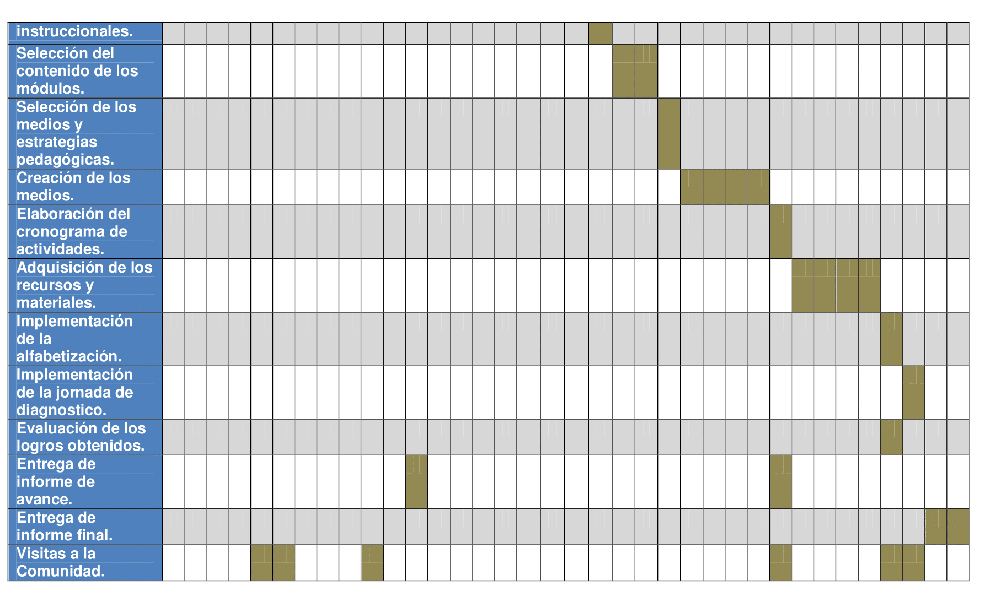 instruccionales.
Selección del
contenido de los
módulos.
Selección de los
medios y
estrategias
pedagógicas.
Creación de los
medios.
Elaboración del
cronograma de
actividades.
Adquisición de los
recursos y
materiales.
Implementación
de la
alfabetización.
Implementación
de la jornada de
diagnostico.
Evaluación de los
logros obtenidos.
Entrega de
informe de
avance.
Entrega de
informe final.
Visitas a la
Comunidad.